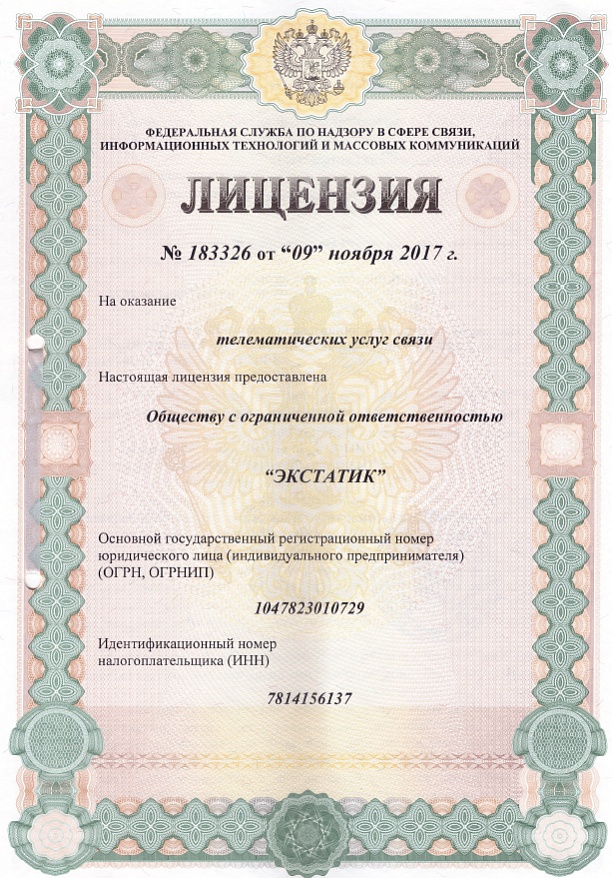 ФЕДЕРАЛЬНАЯ СЛУЖБА ПО НАДЗОРУ В СФЕРЕ СВЯЗИ,
ИНФОРМАЦИОННЫХ ТЕХНОЛОГИЙ И МАССОВЫХ КОММУНИКАЦИЙ
ЛИЦЕНЗИЯ
№ 183326 от “09” ноября 2017 г.
На оказание
телематических услуг связи
Настоящая лицензия предоставлена
Обществу с ограниченной ответственностью
“ЭКСТАТИК”
Основной государственный регистрационный номер
юридического лица (индивидуального предпринимателя)
(ОГРН, ОГРНИП)
1047823010729
Идентификационный номер
налогоплательщика (ИНН)
7814156137